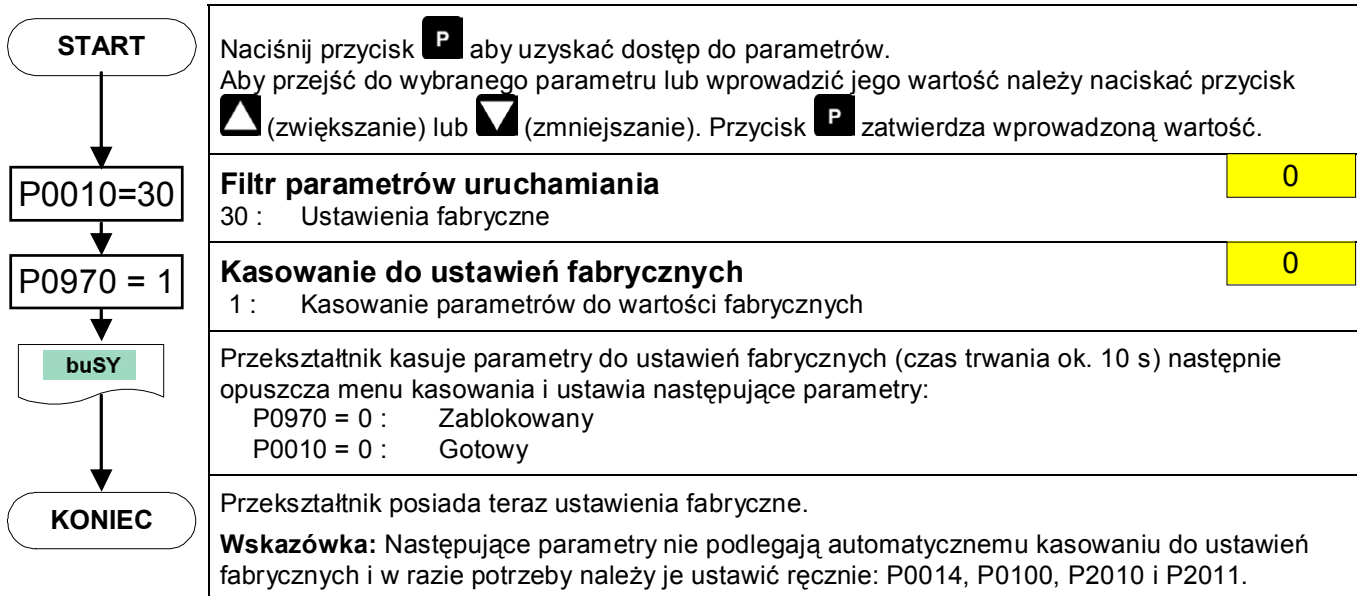 START
Naciśnij przycisk P aby uzyskać dostęp do parametrów.
Aby przejść do wybranego parametru lub wprowadzić jego wartość należy naciskać przycisk
(zwiększanie) lub (zmniejszanie). Przycisk P zatwierdza wprowadzoną wartość.
P0010=30
Filtr parametrów uruchamiania 0
30 : Ustawienia fabryczne
P0970 = 1
Kasowanie do ustawień fabrycznych 0
1 : Kasowanie parametrów do wartości fabrycznych
buSY
Przekształtnik kasuje parametry do ustawień fabrycznych (czas trwania ok. 10 s) następnie
opuszcza menu kasowania i ustawia następujące parametry:
P0970 = 0 : Zablokowany
P0010 = 0 : Gotowy
KONIEC
Przekształtnik posiada teraz ustawienia fabryczne.
Wskazówka: Następujące parametry nie podlegają automatycznemu kasowaniu do ustawień
fabrycznych i w razie potrzeby należy je ustawić ręcznie: P0014, P0100, P2010 i P2011.